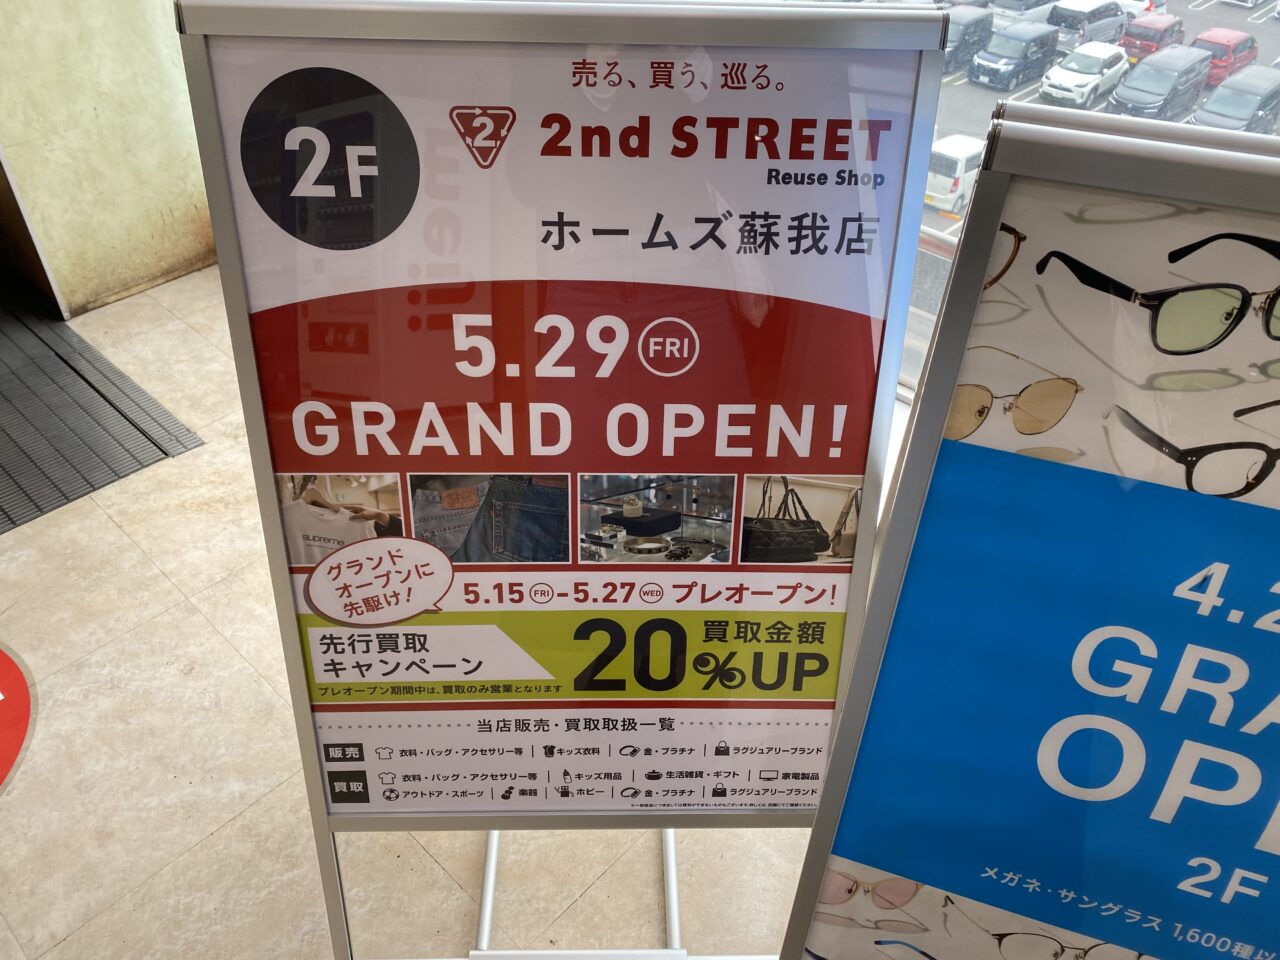 2F
売る、買う、巡る。
2
2nd STREET
Reuse Shop
ホームズ蘇我店
5.29 FRI
GRAND OPEN!
supreme
グランド
オープンに
先駆け!
5.15 FRI - 5.27 WED プレオープン!
先行買取
キャンペーン
買取金額
20%UP
プレオープン期間中は、買取のみ営業となります
当店販売・買取取扱一覧
販売 衣料・バッグ・アクセサリー等 キッズ衣料 金・プラチナ ラグジュアリーブランド
買取 衣料・バッグ・アクセサリー等 キッズ用品 生活雑貨・ギフト 家電製品
アウトドア・スポーツ 楽器 ホビー 金・プラチナ ラグジュアリーブランド
4.2
GRA
OP
2F
メガネ・サングラス 1,600種以